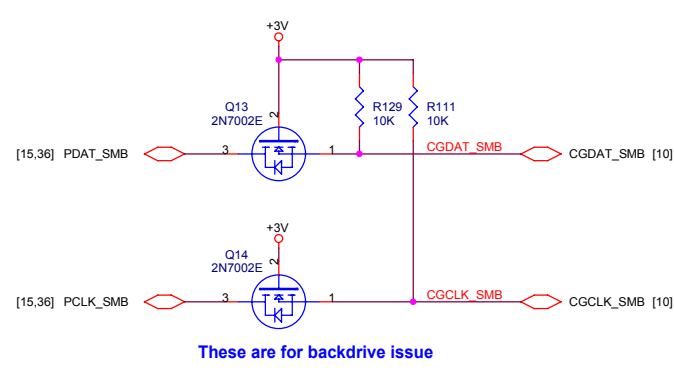 +3V
Q13
2N7002E
2
R129
10K
R111
10K
[15,36] PDAT_SMB
3
1
CGDAT_SMB
CGDAT_SMB [10]
+3V
Q14
2N7002E
2
[15,36] PCLK_SMB
3
1
CGCLK_SMB
CGCLK_SMB [10]
These are for backdrive issue